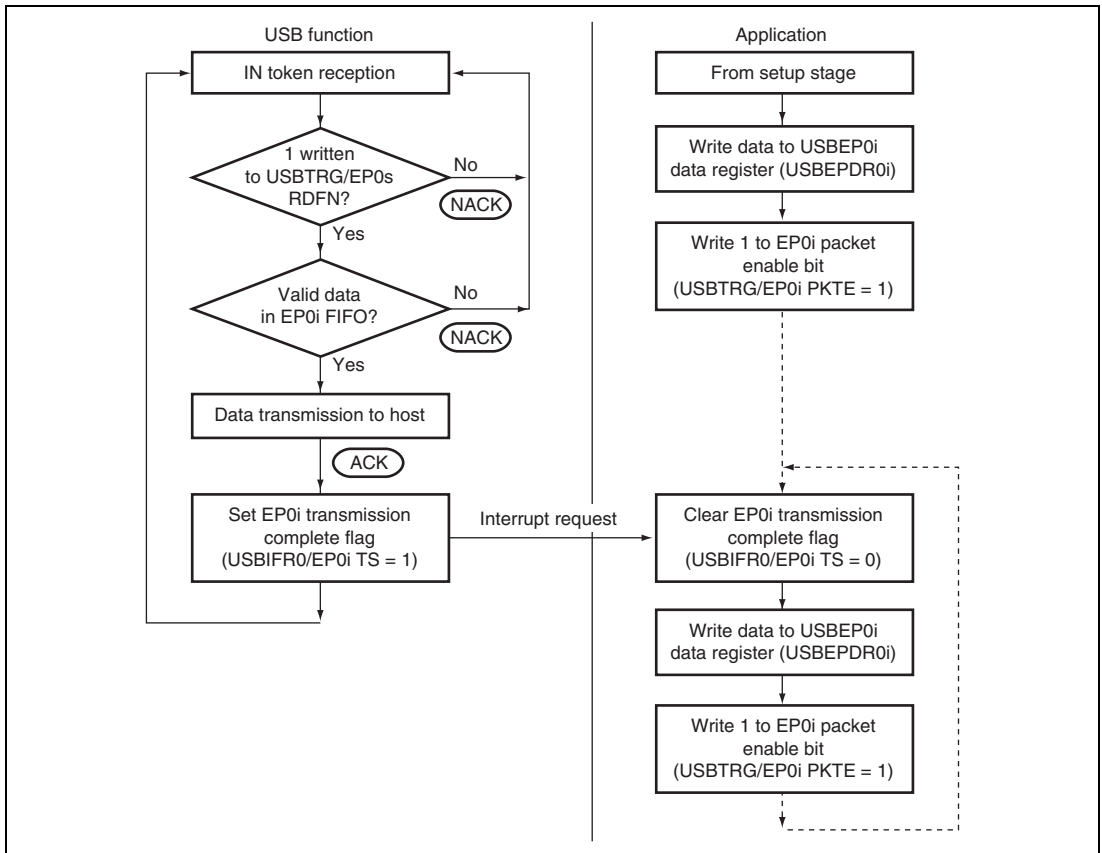 USB function
IN token reception
1 written
to USBTRG/EP0s
RDFN?
No
NACK
Yes
Valid data
in EP0i FIFO?
No
NACK
Yes
Data transmission to host
ACK
Set EP0i transmission
complete flag
(USBIFR0/EP0i TS = 1)
Interrupt request
Application
From setup stage
Write data to USBEP0i
data register (USBEPDR0i)
Write 1 to EP0i packet
enable bit
(USBTRG/EP0i PKTE = 1)
Clear EP0i transmission
complete flag
(USBIFR0/EP0i TS = 0)
Write data to USBEP0i
data register (USBEPDR0i)
Write 1 to EP0i packet
enable bit
(USBTRG/EP0i PKTE = 1)